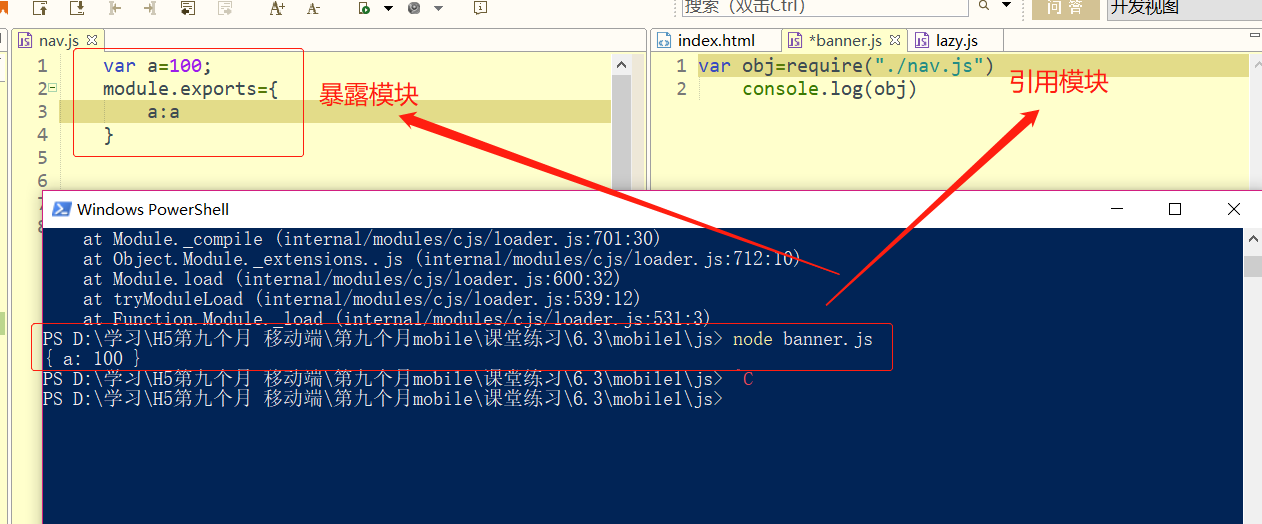 搜索（双击Ctrl）
问答
开发视图
nav.js
index.html
*banner.js
lazy.js
1 var a=100;
2 module.exports={
3 a:a
4 }
5
6
暴露模块
1 var obj=require("./nav.js")
2 console.log(obj)
引用模块
Windows PowerShell
at Module._compile (internal/modules/cjs/loader.js:701:30)
at Object.Module._extensions..js (internal/modules/cjs/loader.js:712:10)
at Module.load (internal/modules/cjs/loader.js:600:32)
at tryModuleLoad (internal/modules/cjs/loader.js:539:12)
at Function.Module._load (internal/modules/cjs/loader.js:531:3)
PS D:\学习\H5第九个月 移动端\第九个月mobile\课堂练习\6.3\mobile1\js> node banner.js
{ a: 100 }
PS D:\学习\H5第九个月 移动端\第九个月mobile\课堂练习\6.3\mobile1\js> ^C
PS D:\学习\H5第九个月 移动端\第九个月mobile\课堂练习\6.3\mobile1\js>